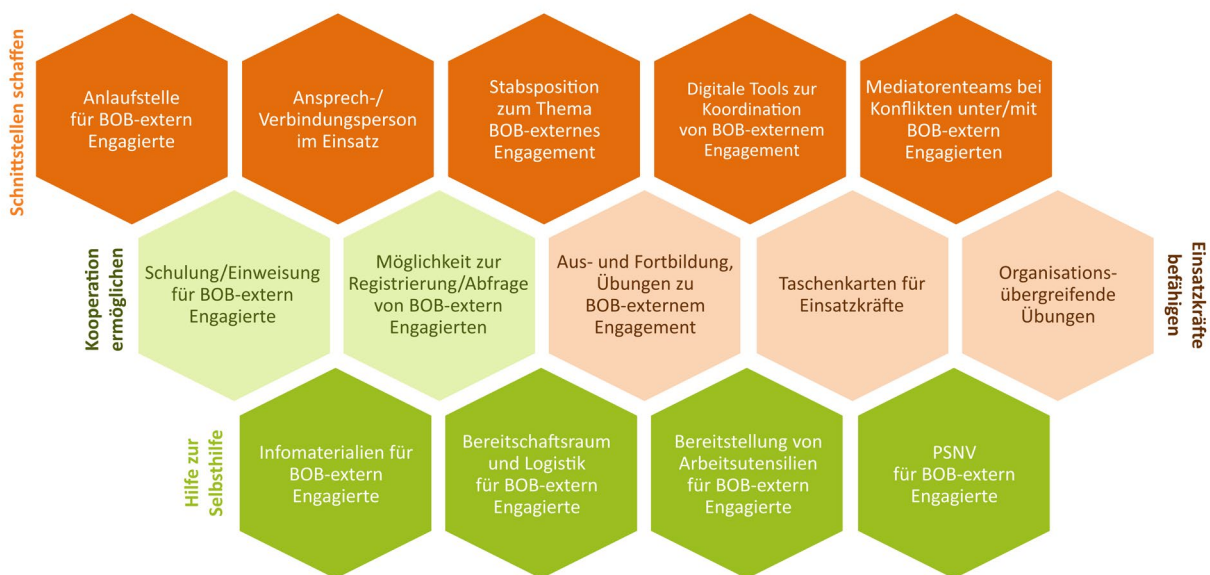 Schnittstellen schaffen
Anlaufstelle
für BOB-extern
Engagierte
Ansprech-/
Verbindungsperson
im Einsatz
Stabsposition
zum Thema
BOB-externes
Engagement
Digitale Tools zur
Koordination
von BOB-externem
Engagement
Mediatorenteams bei
Konflikten unter/mit
BOB-extern
Engagierten
Kooperation
ermöglichen
Schulung/Einweisung
für BOB-extern
Engagierte
Möglichkeit zur
Registrierung/Abfrage
von BOB-extern
Engagierten
Aus- und Fortbildung,
Übungen zu
BOB-externem
Engagement
Taschenkarten für
Einsatzkräfte
Organisations-
übergreifende
Übungen
Einsatzkräfte
befähigen
Hilfe zur
Selbsthilfe
Infomaterialien für
BOB-extern
Engagierte
Bereitschaftsraum
und Logistik
für BOB-extern
Engagierte
Bereitstellung von
Arbeitsutensilien
für BOB-extern
Engagierte
PSNV
für BOB-extern
Engagierte